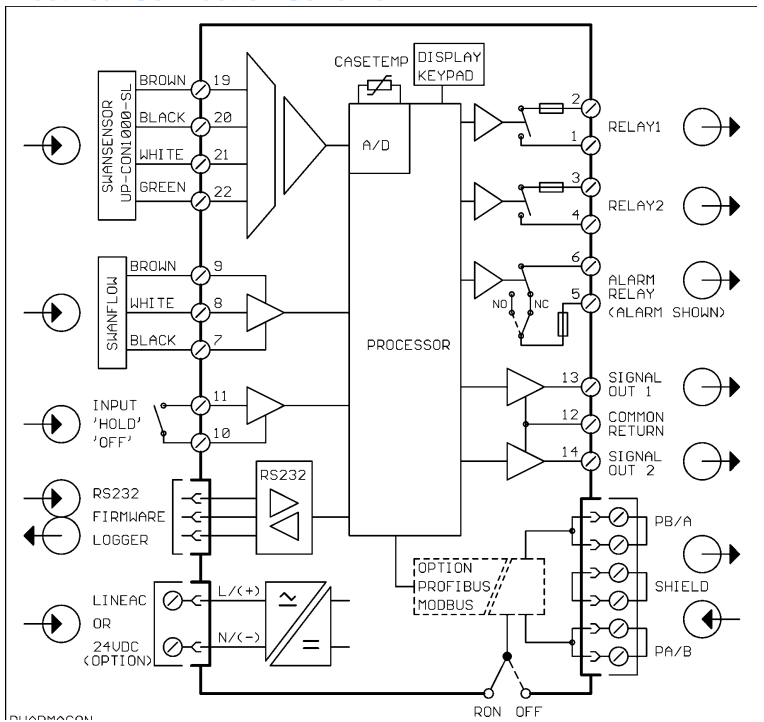 CASETEMP
DISPLAY
KEYPAD
A/D
PROCESSOR
SWANSENSOR
UP-CON1000-SL
BROWN 19
BLACK 20
WHITE 21
GREEN 22
SWANFLOW
BROWN 9
WHITE 8
BLACK 7
INPUT
'HOLD'
'OFF'
11
10
RS232
FIRMWARE
LOGGER
RS232
LINEAC
OR
24VDC
(OPTION)
L/(+)
N/(-)
2
1
RELAY1
3
4
RELAY2
6
5
ALARM
RELAY
(ALARM SHOWN)
NO NC
13 SIGNAL
OUT 1
12 COMMON
RETURN
14 SIGNAL
OUT 2
OPTION
PROFIBUS
MODBUS
PB/A
SHIELD
PA/B
RON OFF